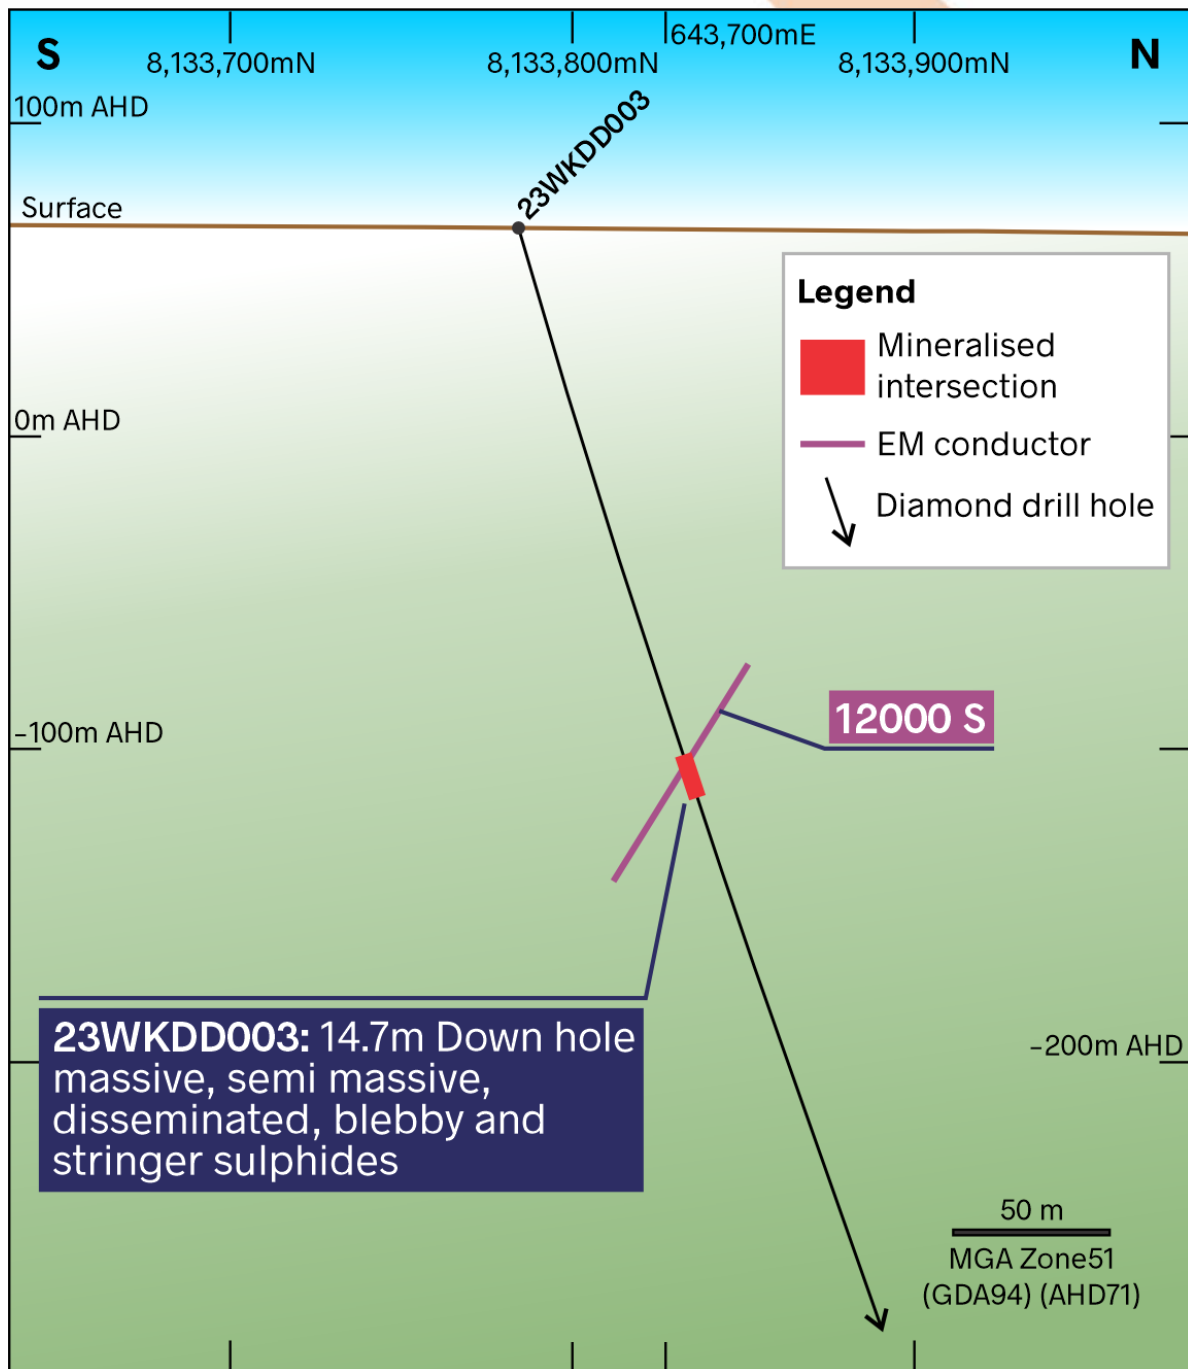 S
N
643,700mE
8,133,700mN
8,133,800mN
8,133,900mN
100m AHD
23WKDD003
Surface
Legend
Mineralised
intersection
EM conductor
Diamond drill hole
0m AHD
-100m AHD
12000 S
23WKDD003: 14.7m Down hole
massive, semi massive,
disseminated, blebby and
stringer sulphides
-200m AHD
50 m
MGA Zone51
(GDA94) (AHD71)